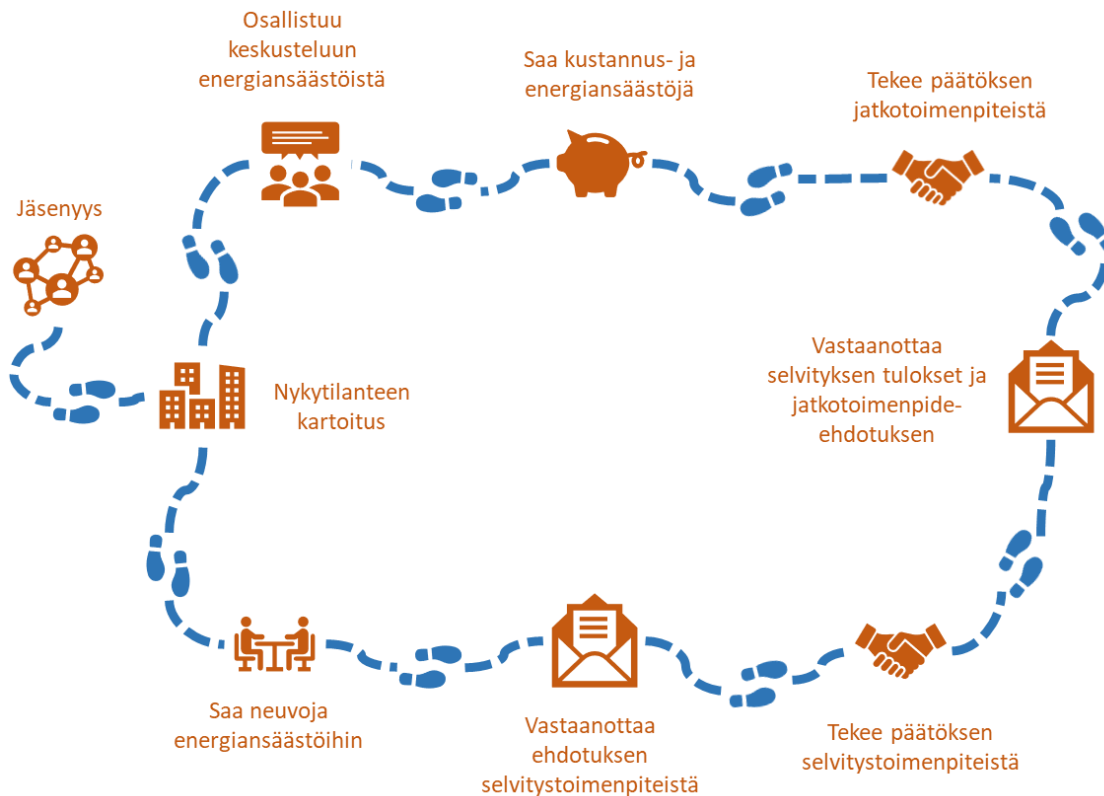 Osallistuu
keskusteluun
energiansäästöistä
Saa kustannus- ja
energiansäästöjä
Tekee päätöksen
jatkotoimenpiteistä
Jäsenyys
Nykytilanteen
kartoitus
Vastaanottaa
selvityksen tulokset ja
jatkotoimenpide-
ehdotuksen
Saa neuvoja
energiansäästöihin
Vastaanottaa
ehdotuksen
selvitystoimenpiteistä
Tekee päätöksen
selvitystoimenpiteistä